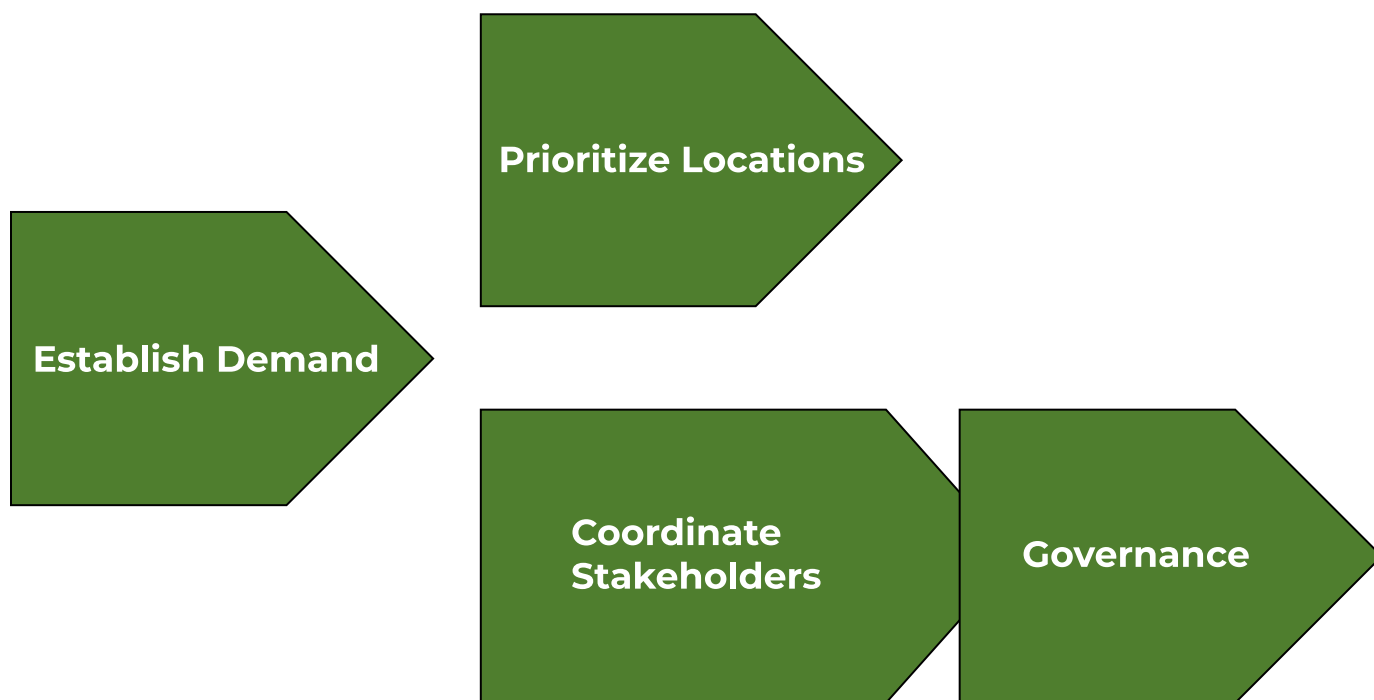 Prioritize Locations
Establish Demand
Coordinate
Stakeholders
Governance